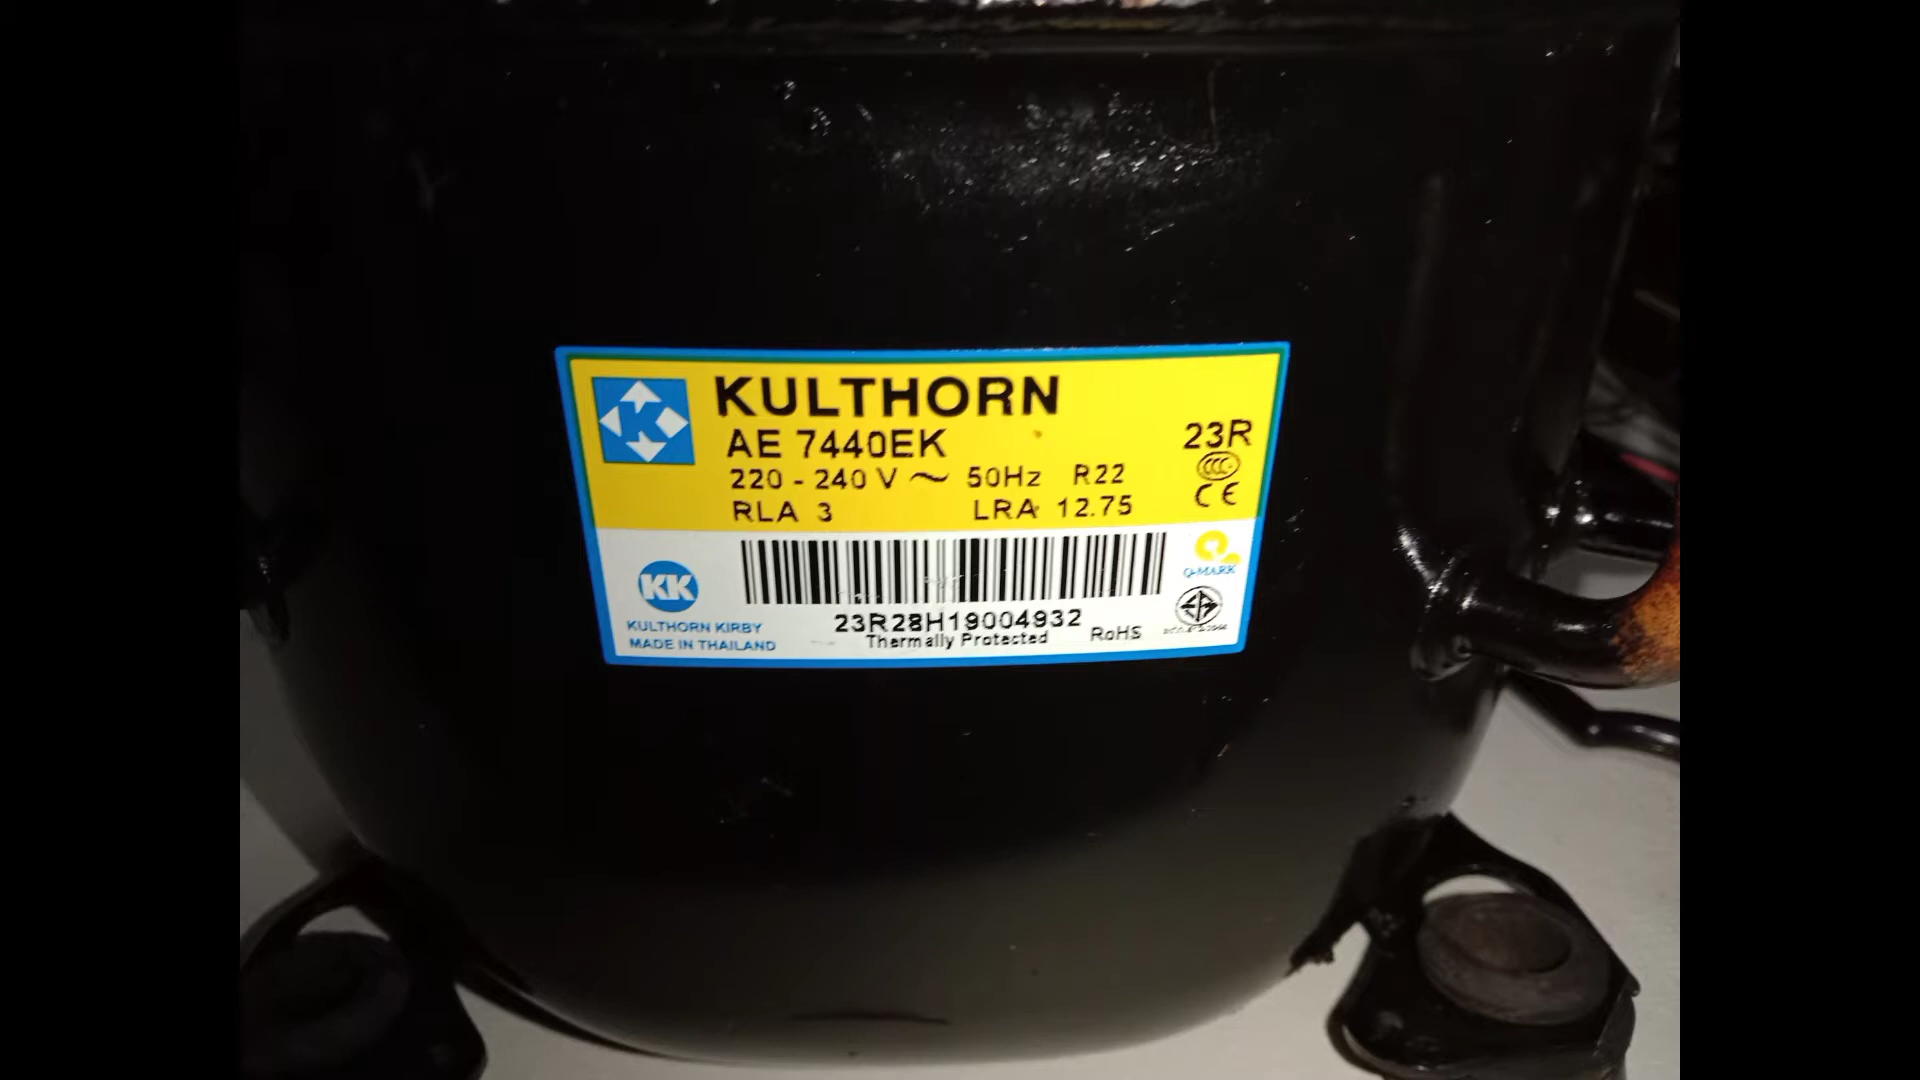 KULTHORN
AE 7440EK
23R
220 - 240 V ~ 50Hz R22
CCC
CE
RLA 3 LRA 12.75
K
Q-MARK
KK
23R28H19004932
KULTHORN KIRBY
Thermally Protected RoHS
MADE IN THAILAND